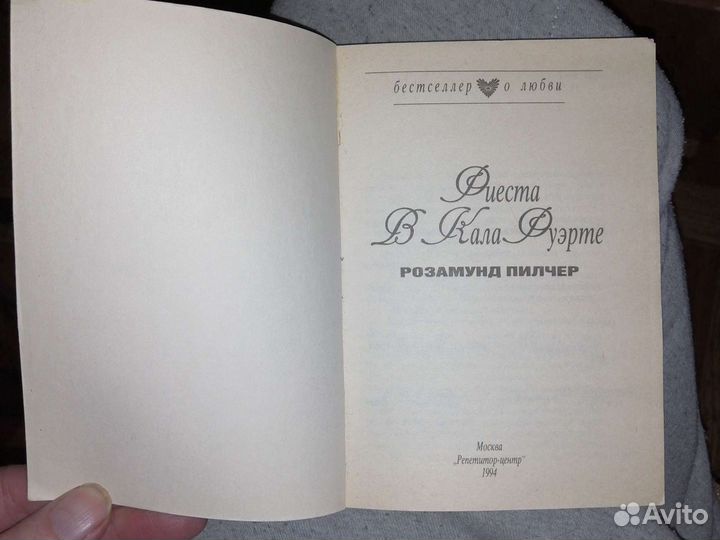 бестселлер о любви
Фиеста
В Кала Фуэрте
РОЗАМУНД ПИЛЧЕР
Москва
„Репетитор-центр"
1994
Avito